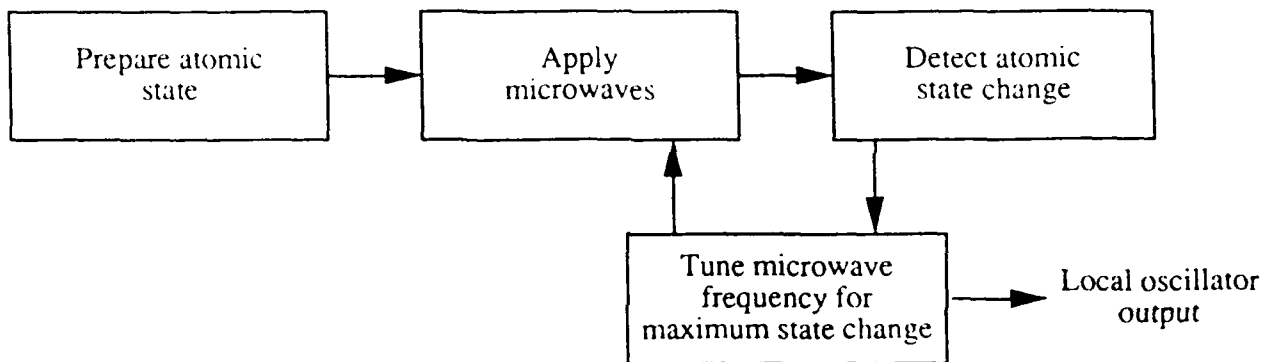 Prepare atomic
state
Apply
microwaves
Detect atomic
state change
Tune microwave
frequency for
maximum state change
Local oscillator
output